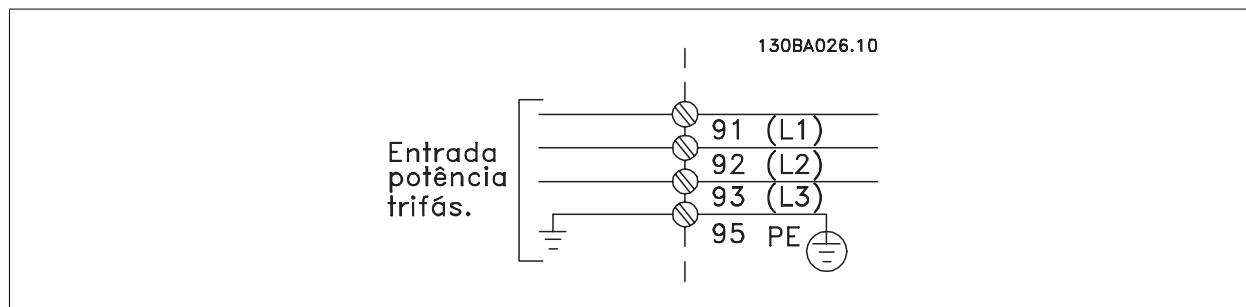 130BA026.10
Entrada
potência
trifás.
91 (L1)
92 (L2)
93 (L3)
95 PE